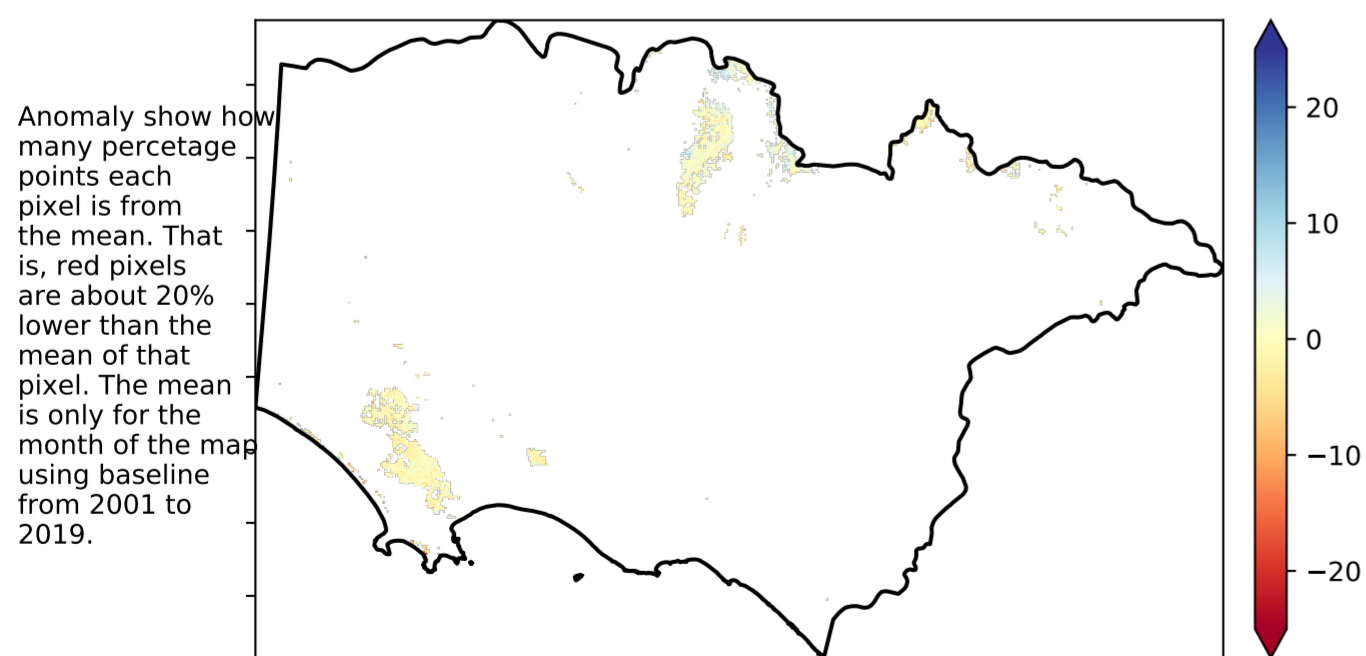 Anomaly show how
many percetage
points each
pixel is from
the mean. That
is, red pixels
are about 20%
lower than the
mean of that
pixel. The mean
is only for the
month of the map
using baseline
from 2001 to
2019.
20
10
0
−10
−20